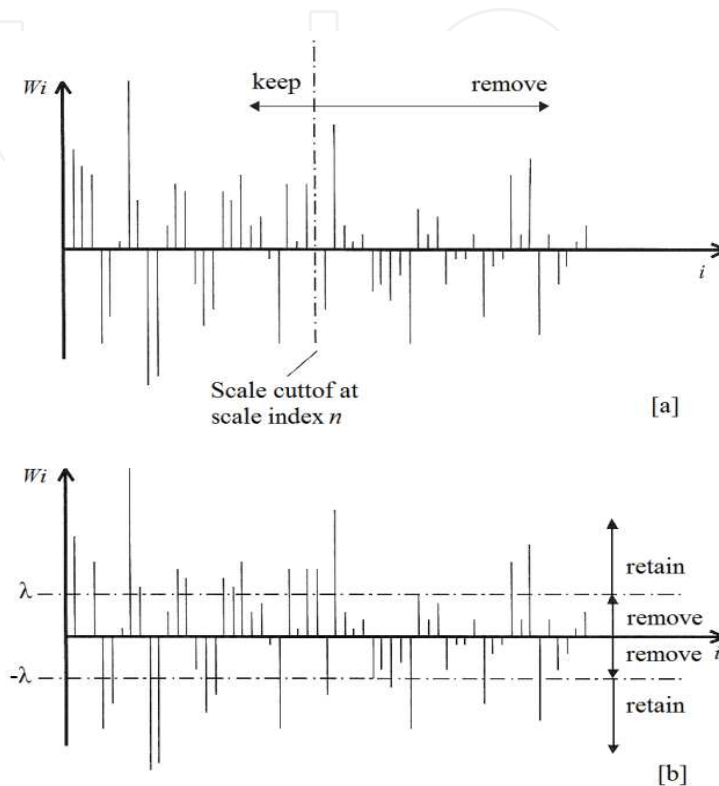 Wi
keep
remove
i
Scale cuttof at
scale index n
[a]
Wi
λ
retain
remove
remove i
-λ
retain
[b]